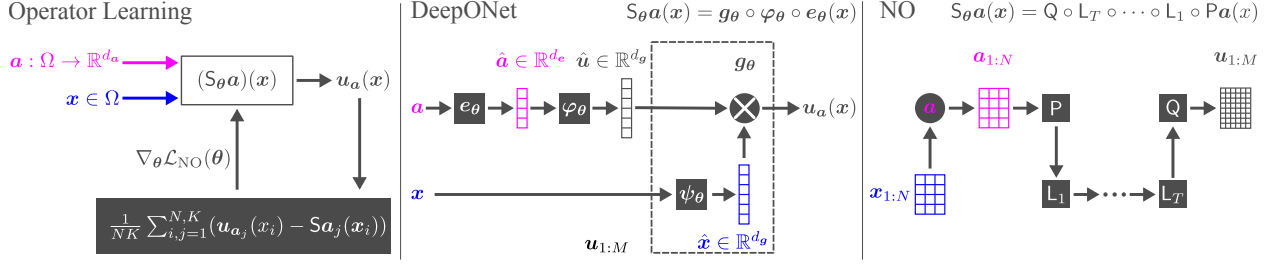 Operator Learning
a : Ω → ℝ^{d_a}
x ∈ Ω
(S_θ a)(x)
u_a(x)
∇_θ ℒ_NO(θ)
1/NK ∑_{i,j=1}^{N,K} (u_{a_j}(x_i) − Sa_j(x_i))
DeepONet
S_θ a(x) = g_θ ∘ φ_θ ∘ e_θ(x)
â ∈ ℝ^{d_e}
û ∈ ℝ^{d_g}
g_θ
a
e_θ
φ_θ
u_a(x)
x
ψ_θ
u_{1:M}
x̂ ∈ ℝ^{d_g}
NO
S_θ a(x) = Q ∘ L_T ∘ ⋯ ∘ L_1 ∘ Pa(x)
a_{1:N}
u_{1:M}
a
P
Q
x_{1:N}
L_1
⋯
L_T